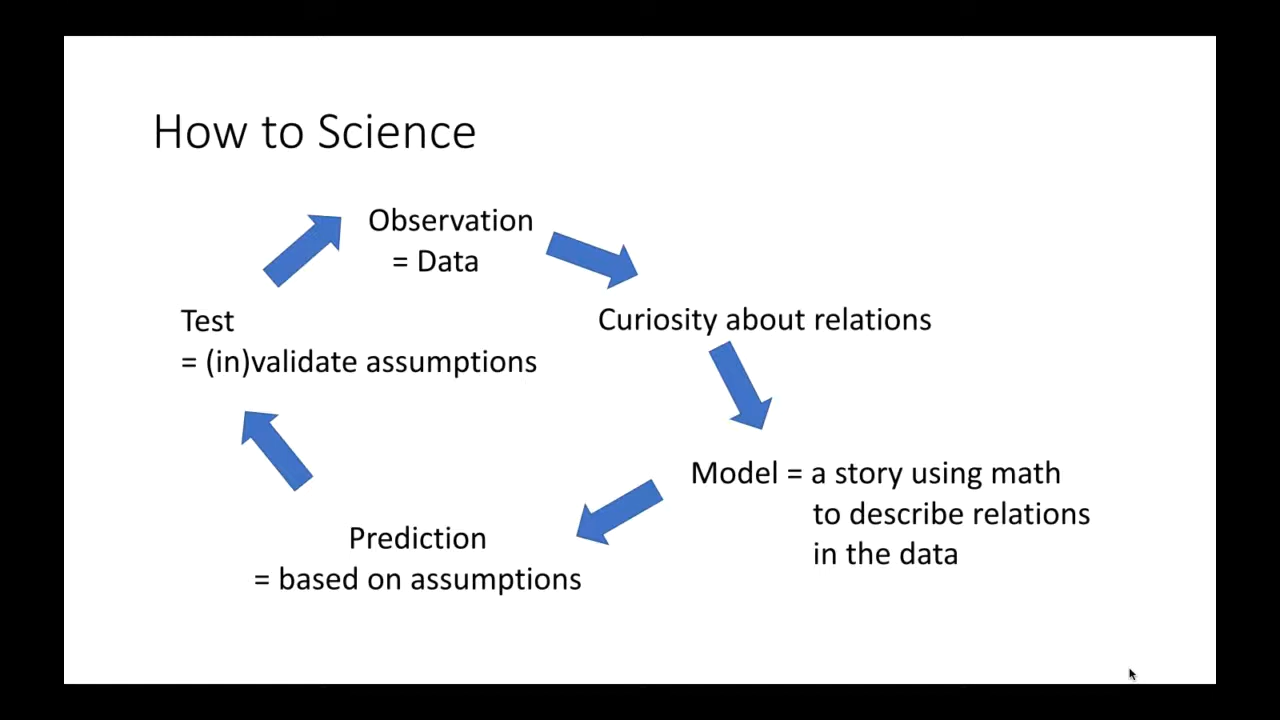 How to Science
Observation
= Data
Curiosity about relations
Model = a story using math
to describe relations
in the data
Prediction
= based on assumptions
Test
= (in)validate assumptions